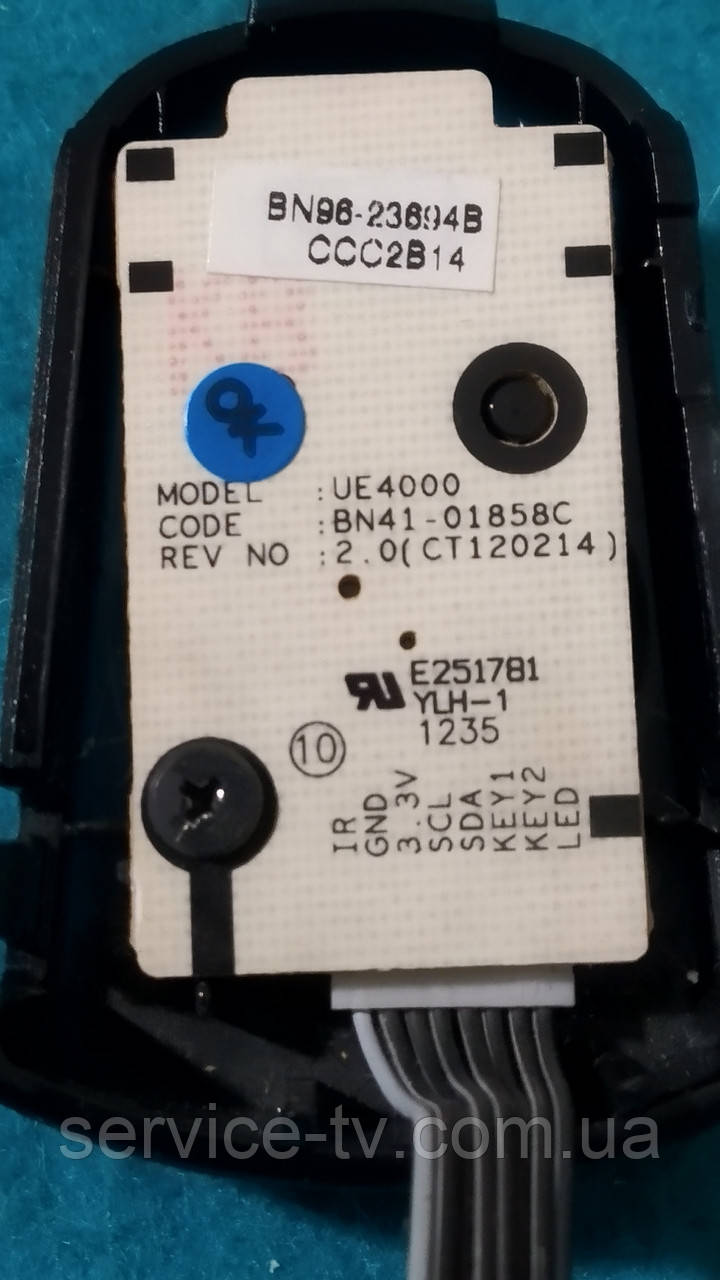 BN96-23694B
CCC2B14
OK
MODEL : UE4000
CODE : BN41-01858C
REV NO : 2.0(CT120214)
E251781
YLH-1
1235
10
IR
GND
3.3V
SCL
SDA
KEY1
KEY2
LED
service-tv.com.ua